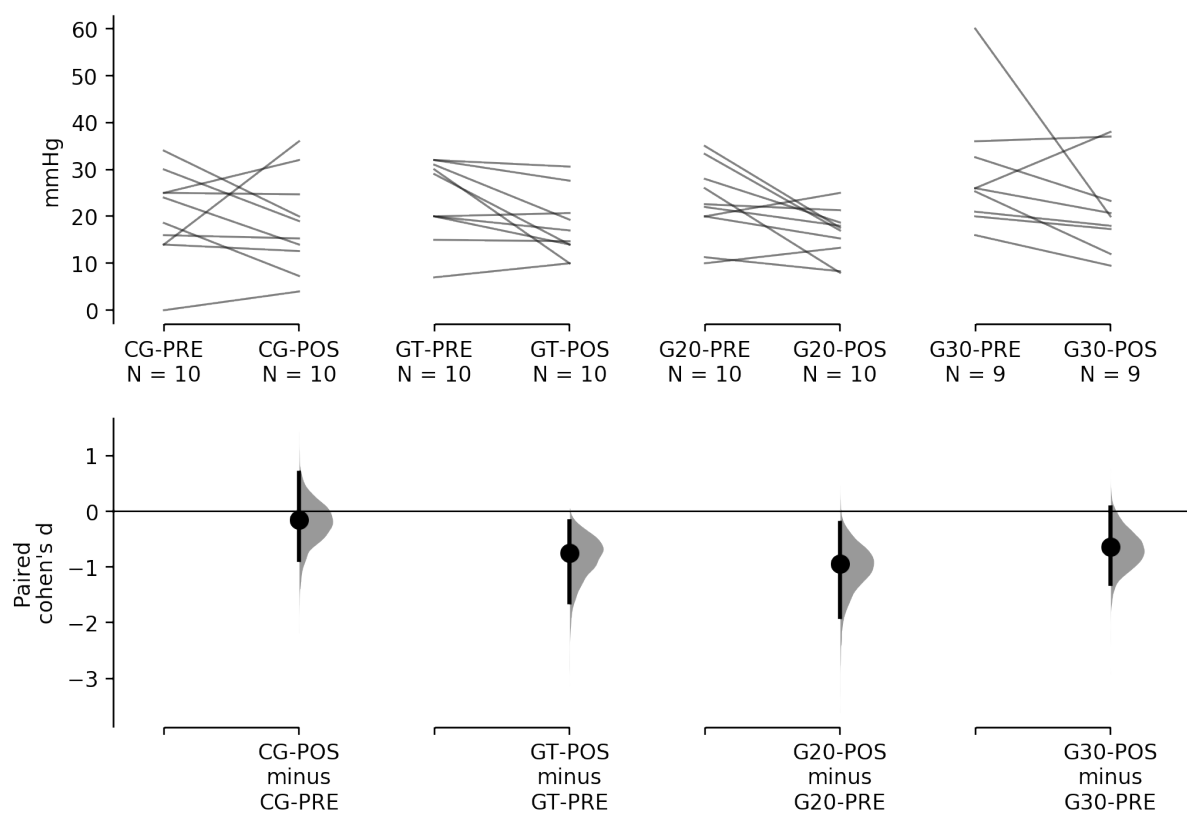 60
50
40
30
20
10
0
mmHg
CG-PRE CG-POS GT-PRE GT-POS G20-PRE G20-POS G30-PRE G30-POS
N = 10 N = 10 N = 10 N = 10 N = 10 N = 10 N = 9 N = 9
1
0
−1
−2
−3
Paired
cohen's d
CG-POS GT-POS G20-POS G30-POS
minus minus minus minus
CG-PRE GT-PRE G20-PRE G30-PRE